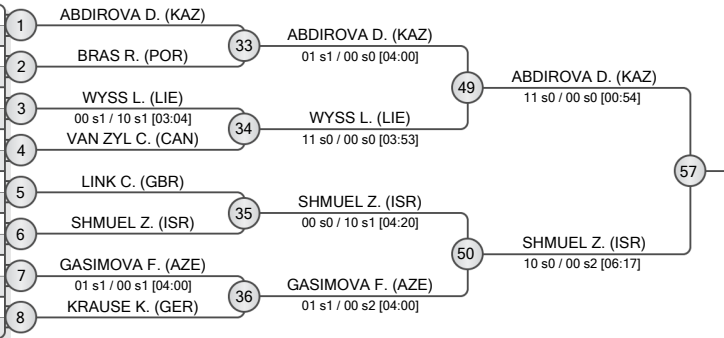 1
ABDIROVA D. (KAZ)
2
BRAS R. (POR)
33
ABDIROVA D. (KAZ)
01 s1 / 00 s0 [04:00]
3
WYSS L. (LIE)
00 s1 / 10 s1 [03:04]
4
VAN ZYL C. (CAN)
34
WYSS L. (LIE)
11 s0 / 00 s0 [03:53]
49
ABDIROVA D. (KAZ)
11 s0 / 00 s0 [00:54]
5
LINK C. (GBR)
6
SHMUEL Z. (ISR)
35
SHMUEL Z. (ISR)
00 s0 / 10 s1 [04:20]
7
GASIMOVA F. (AZE)
01 s1 / 00 s1 [04:00]
8
KRAUSE K. (GER)
36
GASIMOVA F. (AZE)
01 s1 / 00 s2 [04:00]
50
SHMUEL Z. (ISR)
10 s0 / 00 s2 [06:17]
57